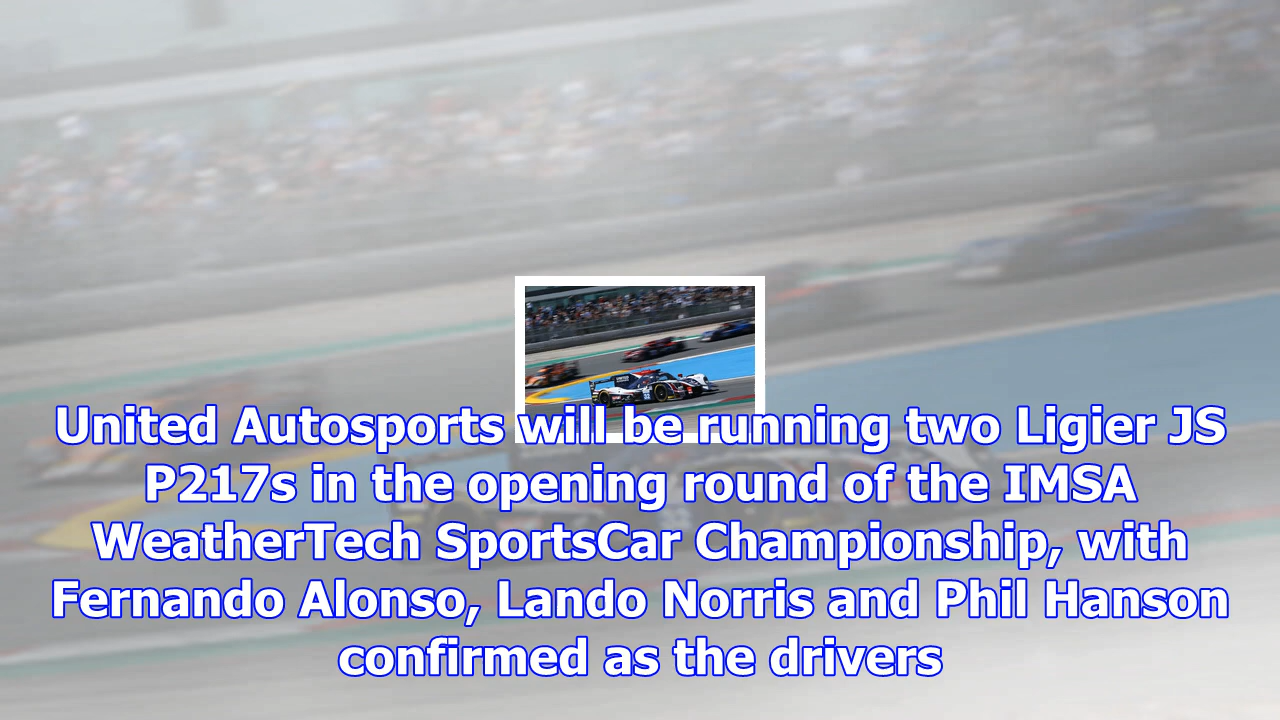 United Autosports will be running two Ligier JS
P217s in the opening round of the IMSA
WeatherTech SportsCar Championship, with
Fernando Alonso, Lando Norris and Phil Hanson
confirmed as the drivers